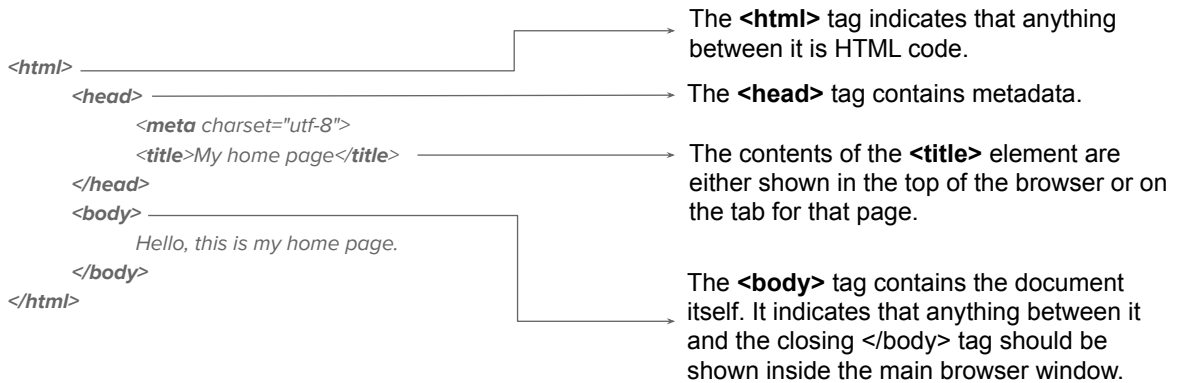 <html>
<head>
<meta charset="utf-8">
<title>My home page</title>
</head>
<body>
Hello, this is my home page.
</body>
</html>
The <html> tag indicates that anything
between it is HTML code.
The <head> tag contains metadata.
The contents of the <title> element are
either shown in the top of the browser or on
the tab for that page.
The <body> tag contains the document
itself. It indicates that anything between it
and the closing </body> tag should be
shown inside the main browser window.